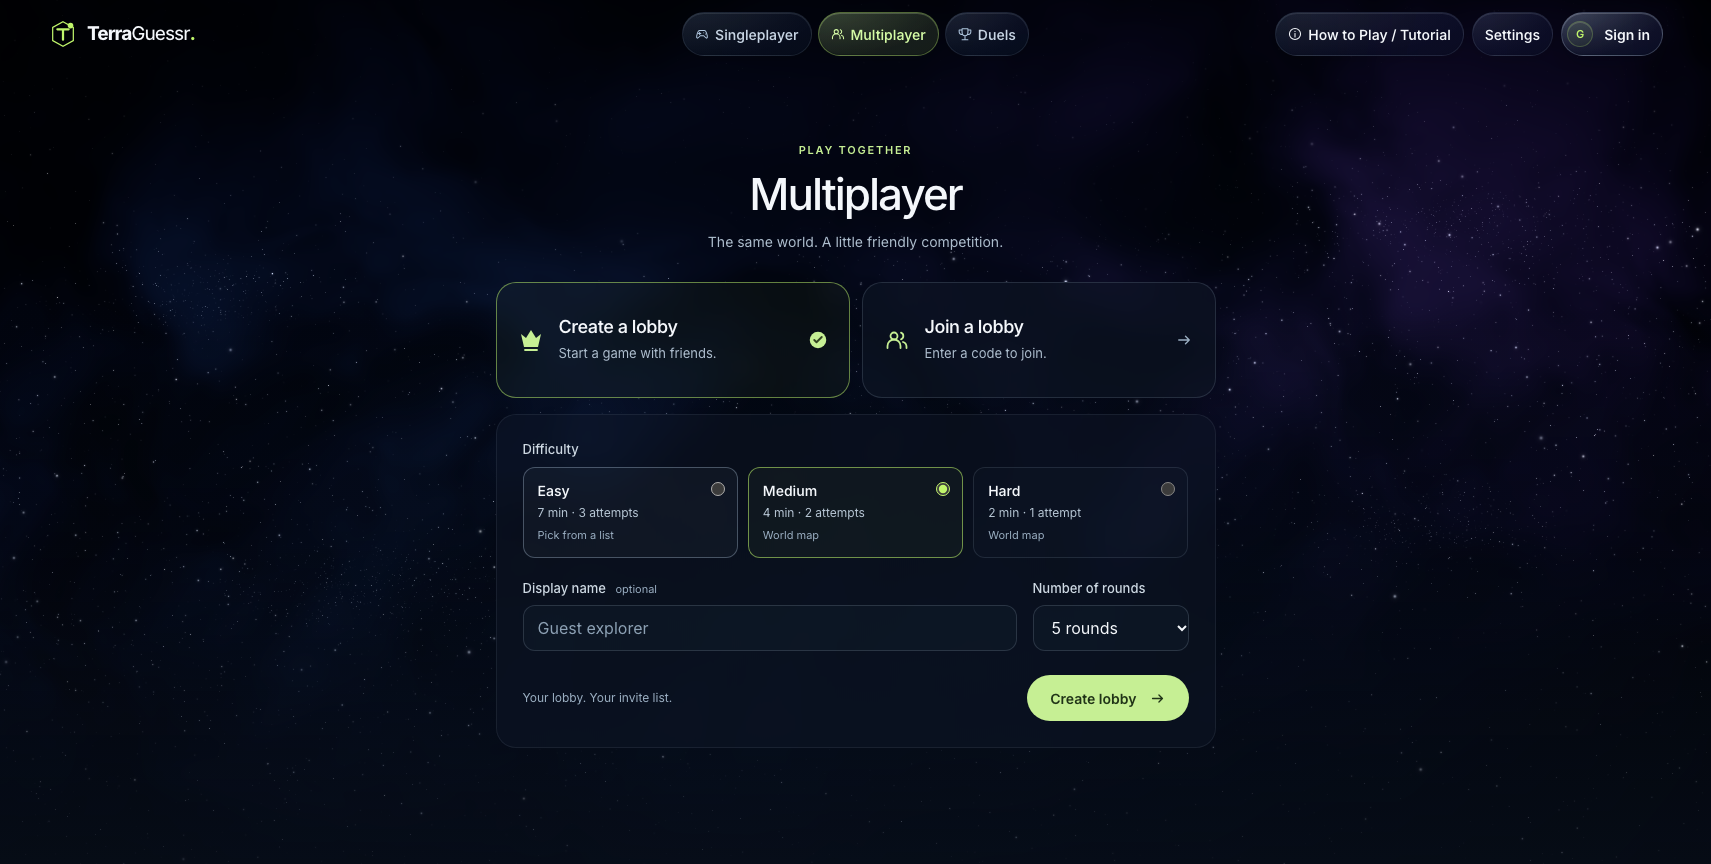 TerraGuessr.
Singleplayer
Multiplayer
Duels
How to Play / Tutorial
Settings
G
Sign in
PLAY TOGETHER
Multiplayer
The same world. A little friendly competition.
Create a lobby
Start a game with friends.
Join a lobby
Enter a code to join.
Difficulty
Easy
7 min · 3 attempts
Pick from a list
Medium
4 min · 2 attempts
World map
Hard
2 min · 1 attempt
World map
Display name optional
Guest explorer
Number of rounds
5 rounds
Your lobby. Your invite list.
Create lobby